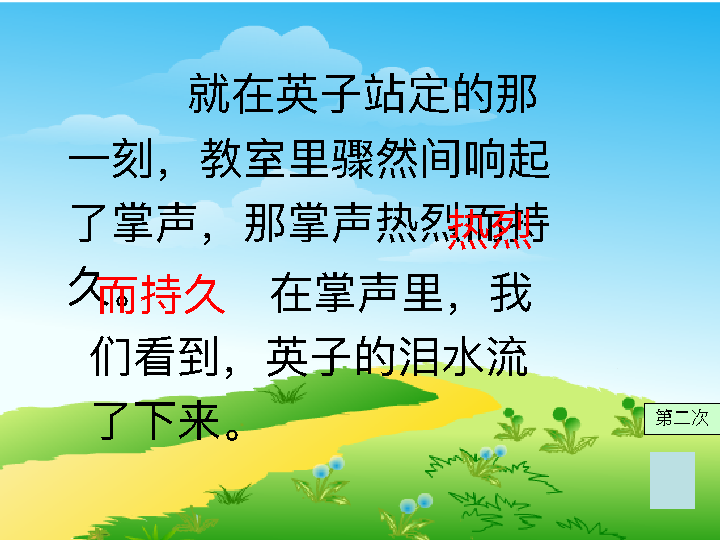 就在英子站定的那
一刻，教室里骤然间响起
了掌声，那掌声热烈而持
久。
热烈
而持久
在掌声里，我
们看到，英子的泪水流
了下来。
第二次